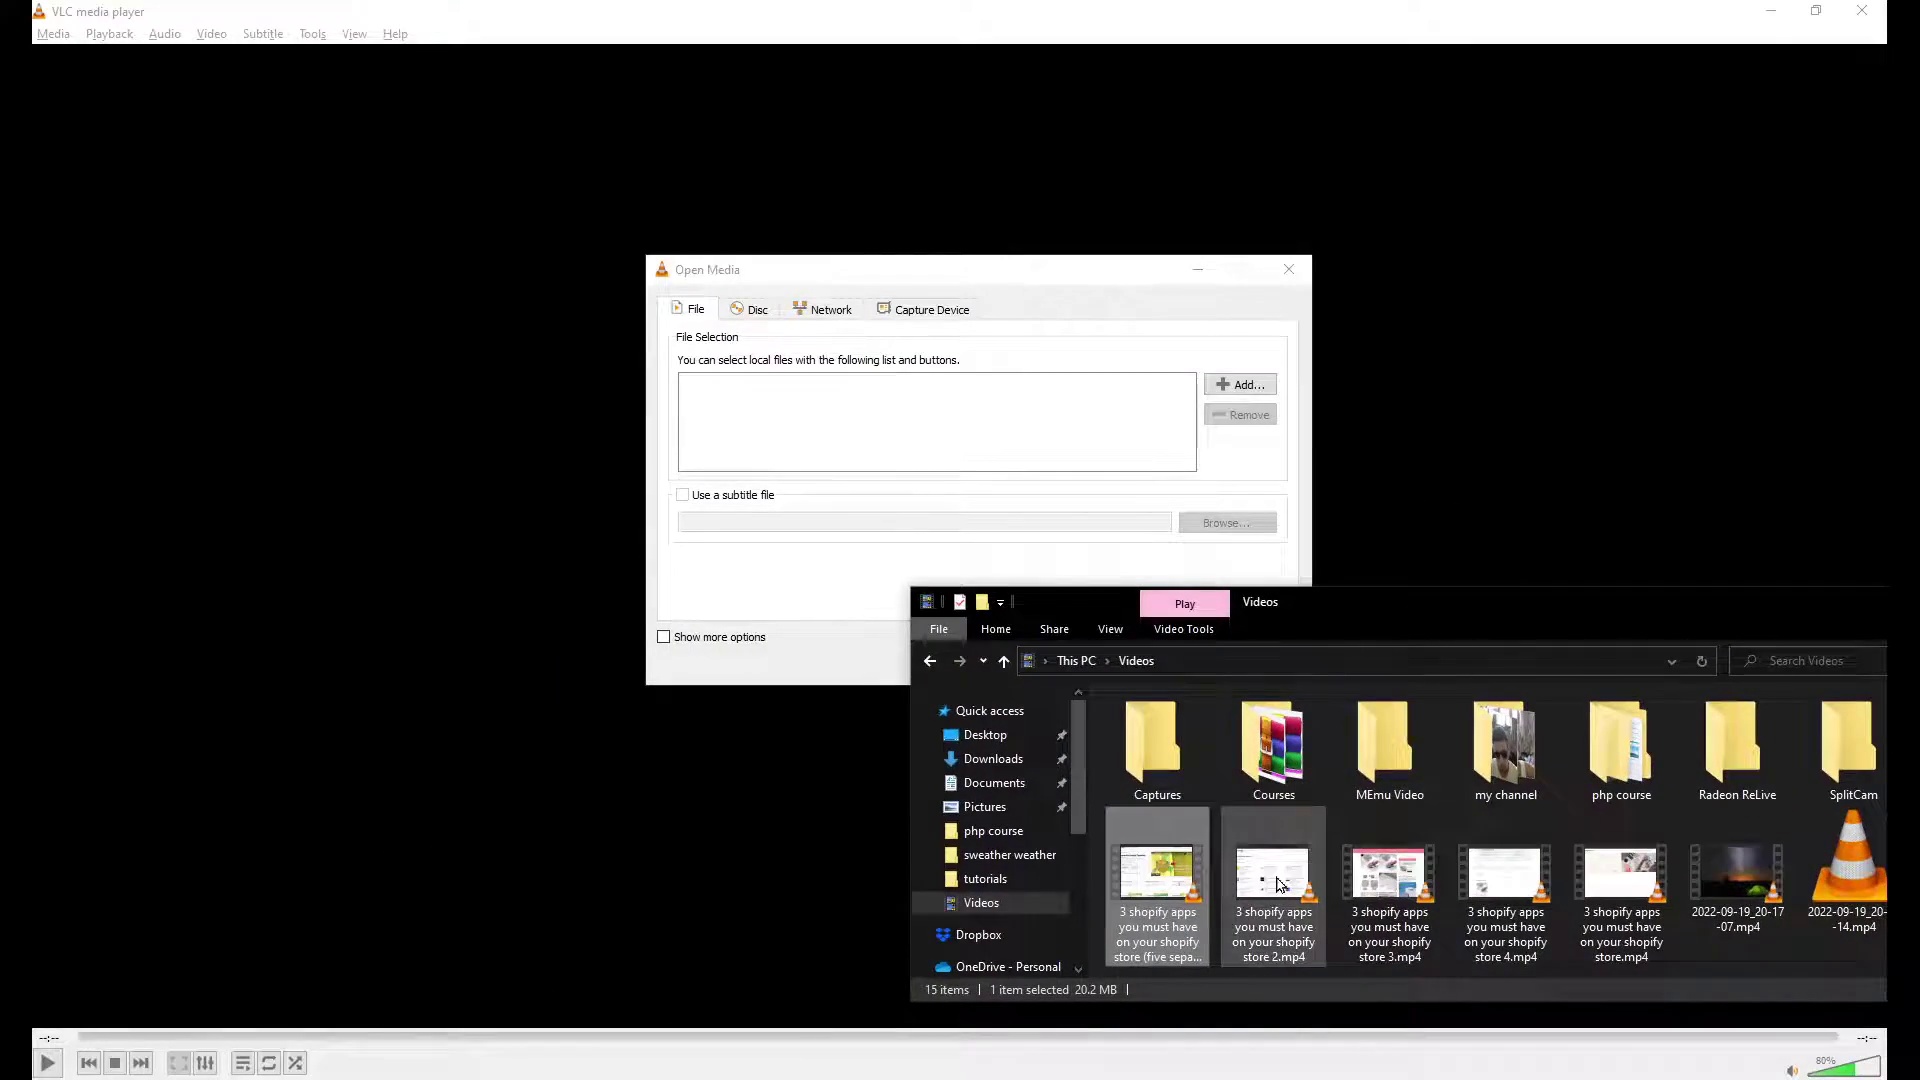 VLC media player
Media Playback Audio Video Subtitle Tools View Help
Open Media
File Disc Network Capture Device
File Selection
You can select local files with the following list and buttons.
Add...
Remove
Use a subtitle file
Browse...
Show more options
Play Videos
File Home Share View Video Tools
This PC Videos Search Videos
Quick access
Desktop
Downloads
Documents
Pictures
php course
sweather weather
tutorials
Videos
Dropbox
OneDrive - Personal
Captures Courses MEmu Video my channel php course Radeon ReLive SplitCam
3 shopify apps
you must have
on your shopify
store (five sepa...
3 shopify apps
you must have
on your shopify
store 2.mp4
3 shopify apps
you must have
on your shopify
store 3.mp4
3 shopify apps
you must have
on your shopify
store 4.mp4
3 shopify apps
you must have
on your shopify
store.mp4
2022-09-19_20-17
-07.mp4
2022-09-19_20-
-14.mp4
15 items 1 item selected 20.2 MB
--:-- --:--
80%